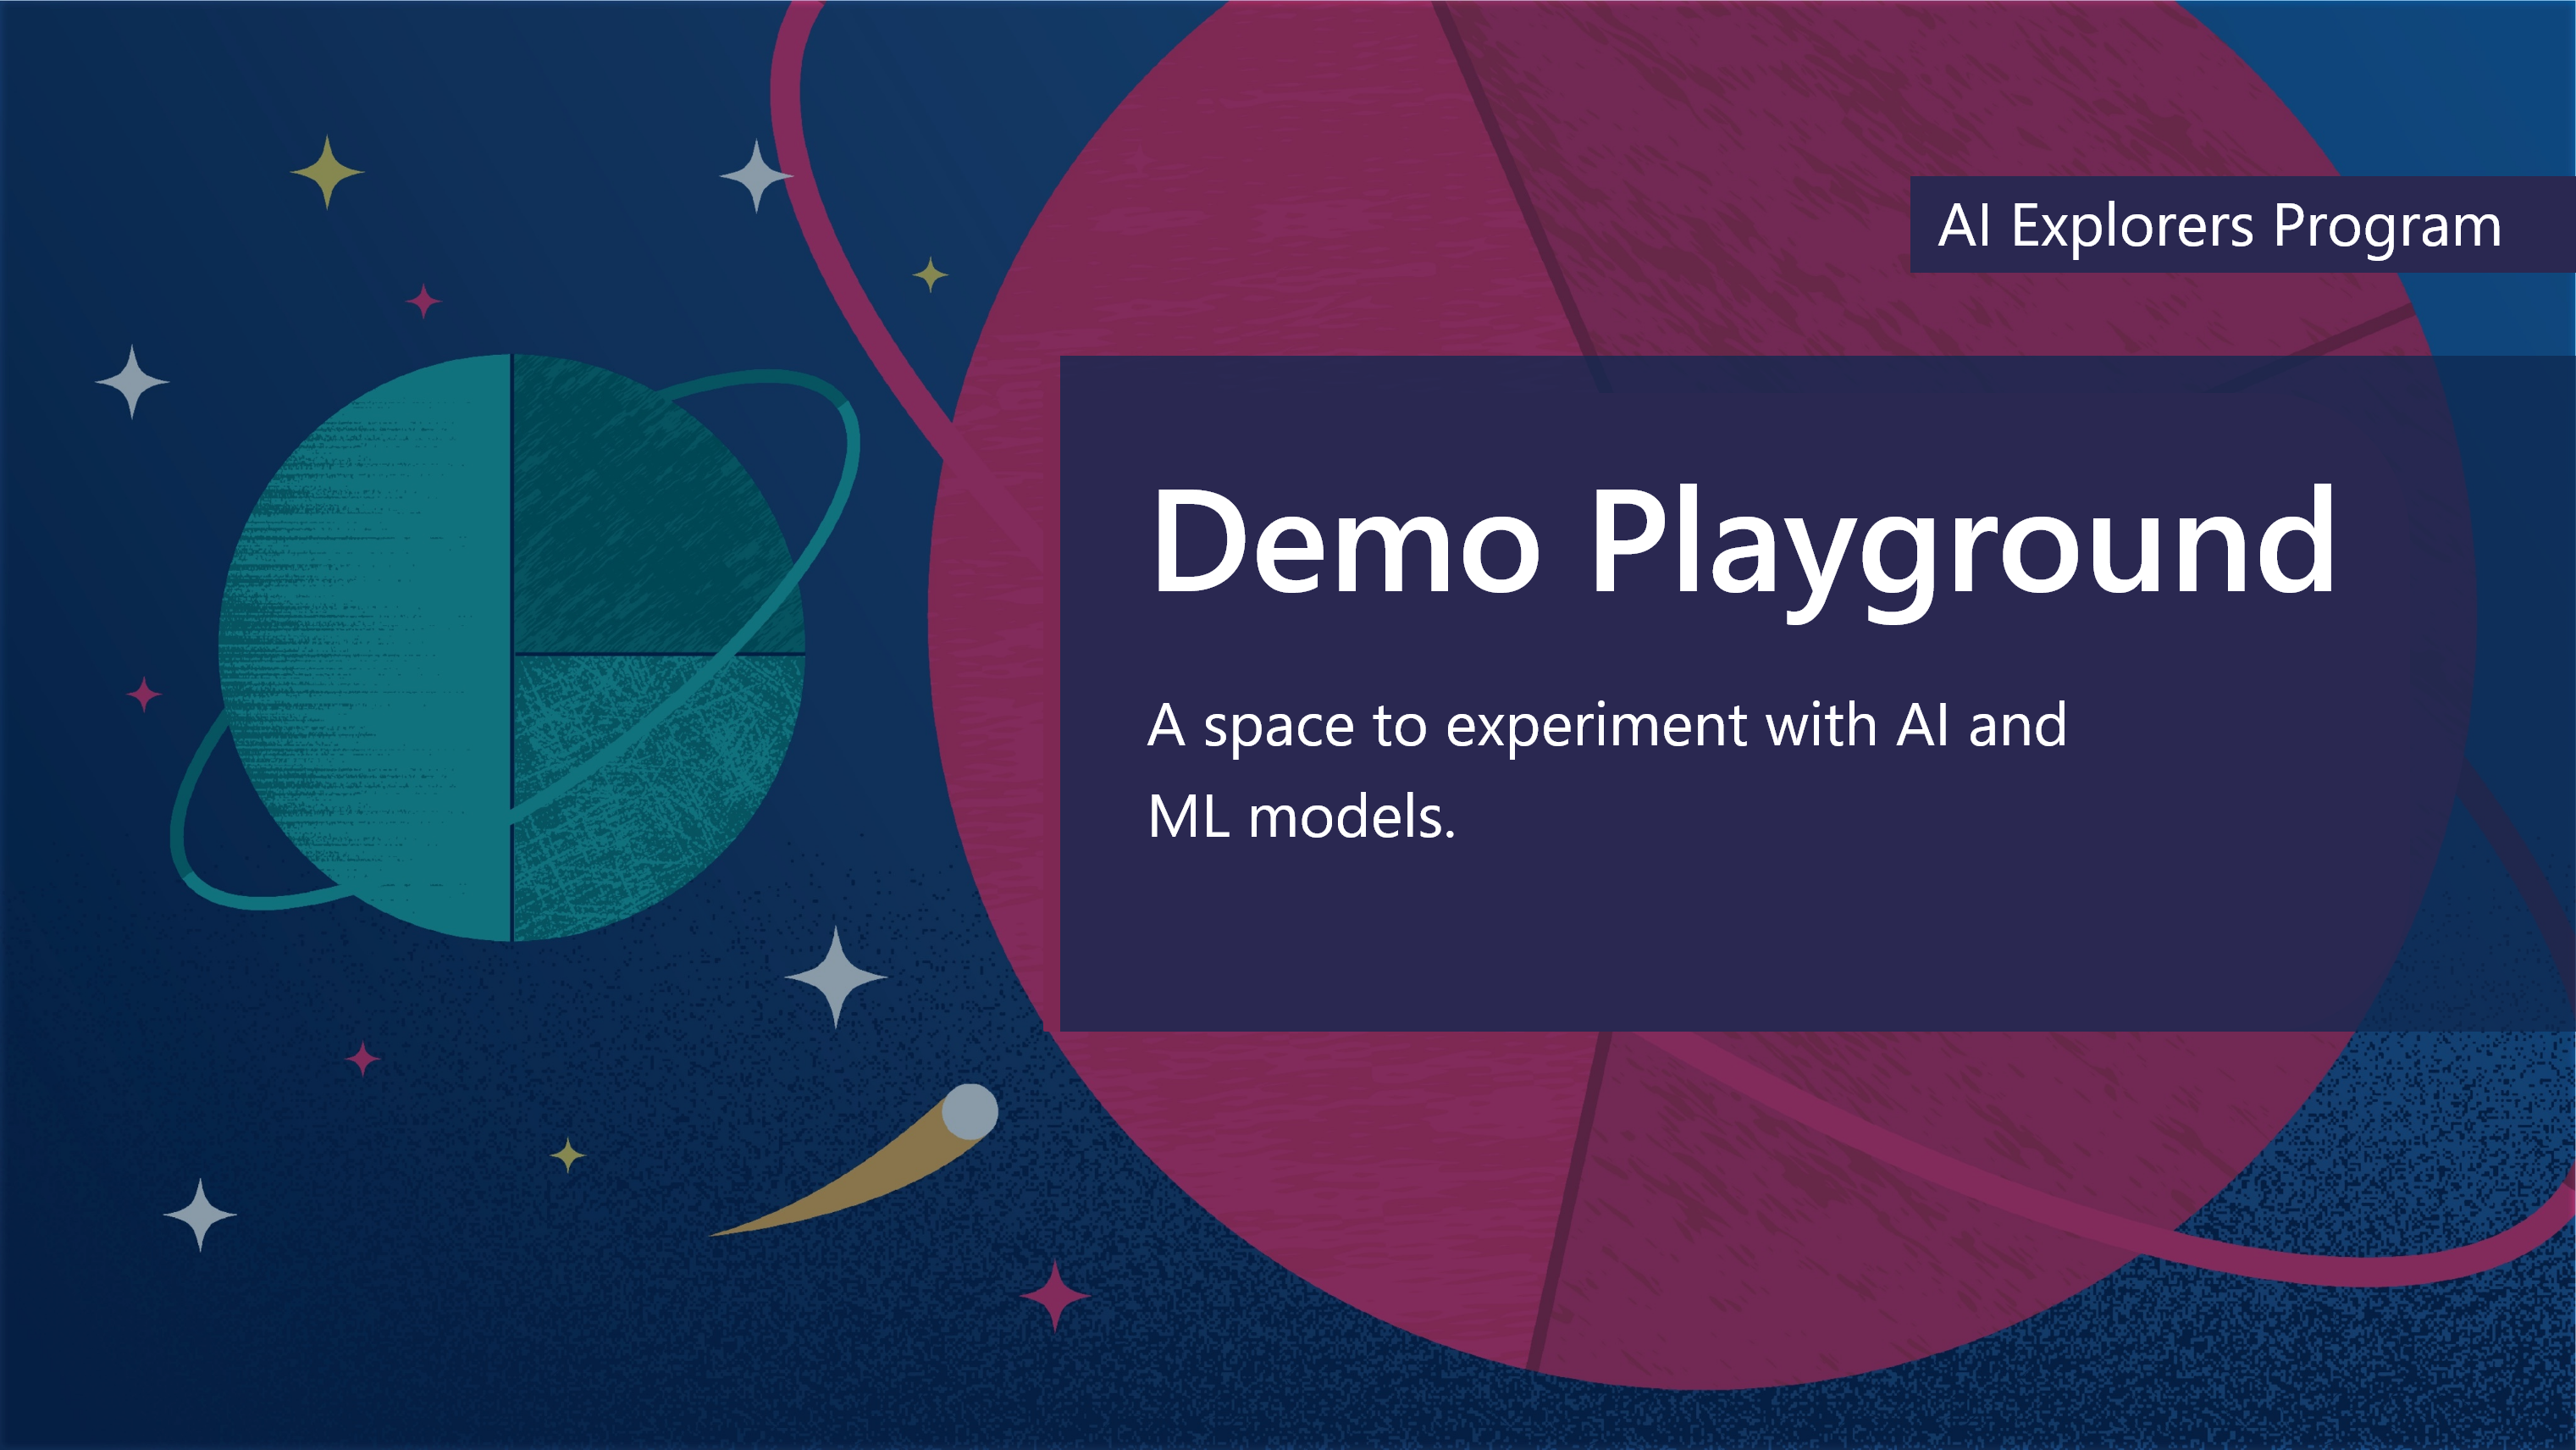 AI Explorers Program
Demo Playground
A space to experiment with AI and
ML models.